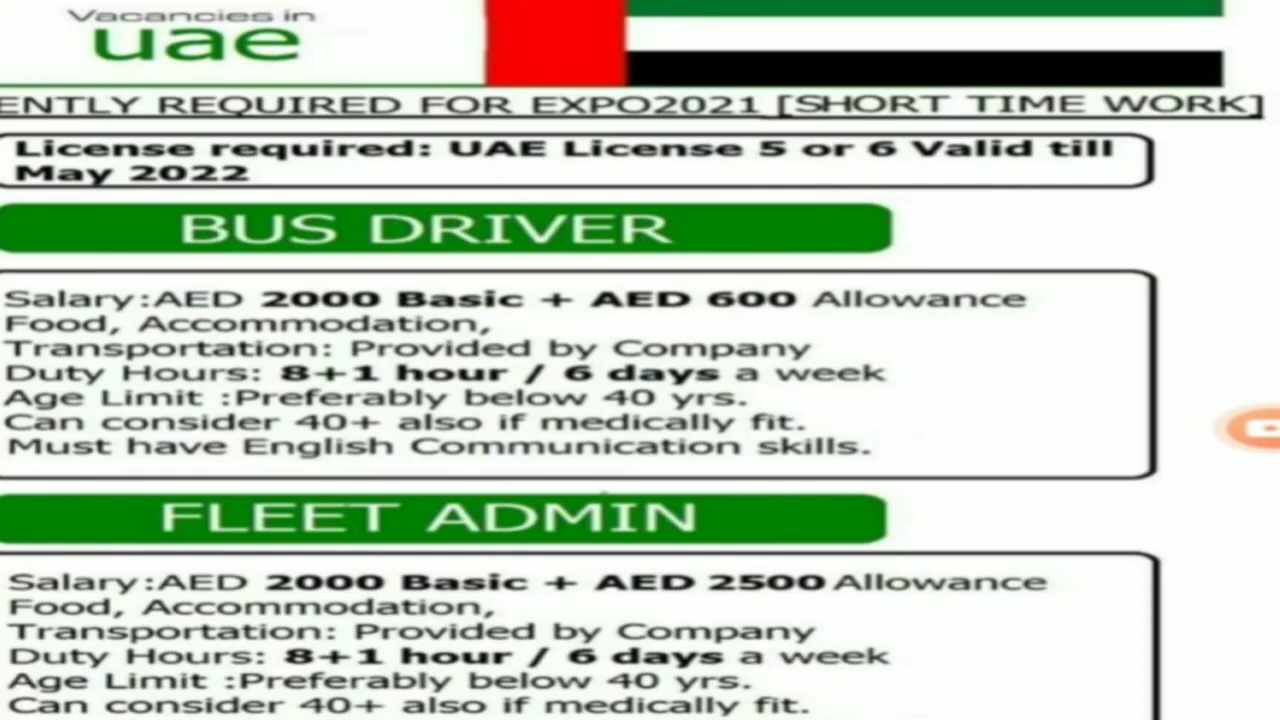 Vacancies in
uae
ENTLY REQUIRED FOR EXPO2021 [SHORT TIME WORK]
License required: UAE License 5 or 6 Valid till
May 2022
BUS DRIVER
Salary:AED 2000 Basic + AED 600 Allowance
Food, Accommodation,
Transportation: Provided by Company
Duty Hours: 8+1 hour / 6 days a week
Age Limit :Preferably below 40 yrs.
Can consider 40+ also if medically fit.
Must have English Communication skills.
FLEET ADMIN
Salary:AED 2000 Basic + AED 2500 Allowance
Food, Accommodation,
Transportation: Provided by Company
Duty Hours: 8+1 hour / 6 days a week
Age Limit :Preferably below 40 yrs.
Can consider 40+ also if medically fit.